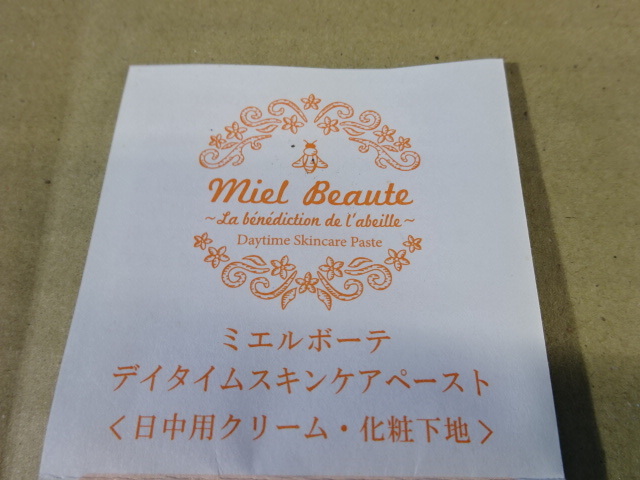 Miel Beaute
~La bénédiction de l'abeille~
Daytime Skincare Paste
ミエルボーテ
デイタイムスキンケアペースト
<日中用クリーム・化粧下地>